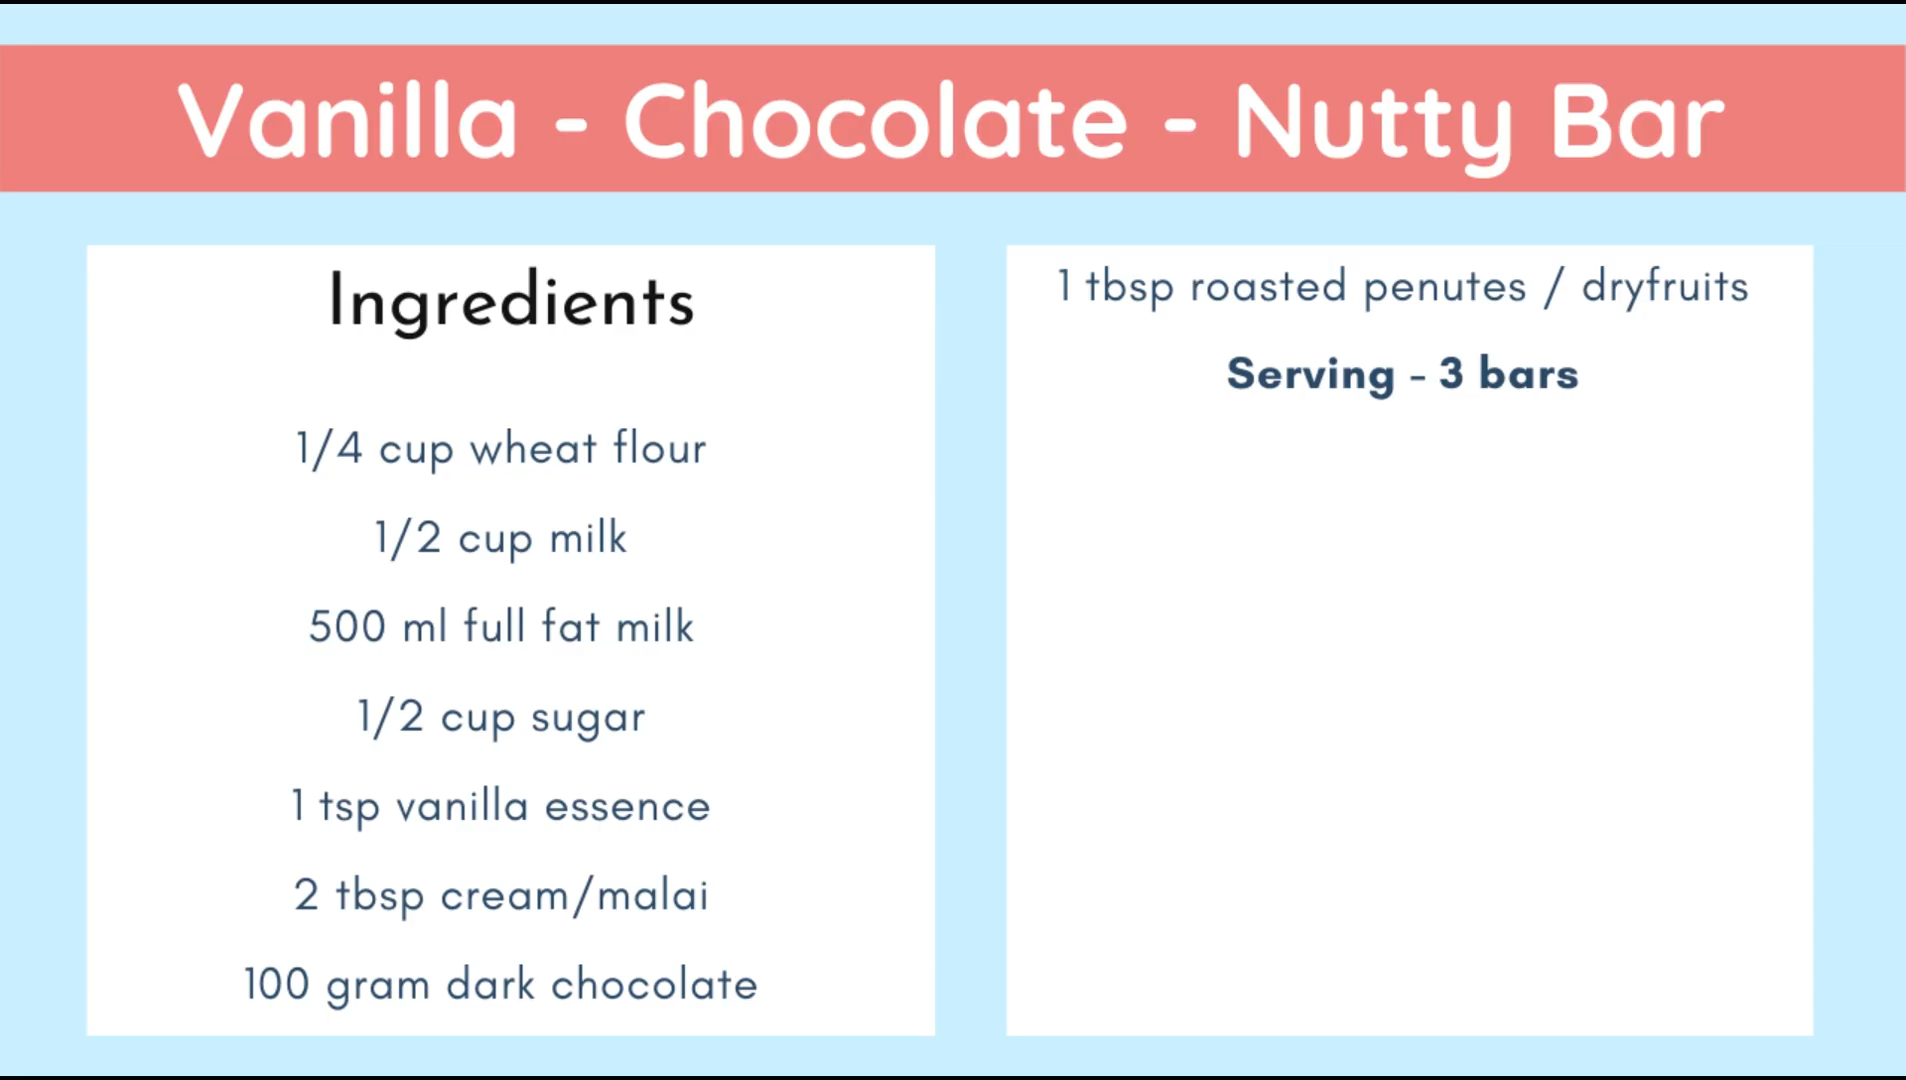 Vanilla - Chocolate - Nutty Bar
Ingredients
1/4 cup wheat flour
1/2 cup milk
500 ml full fat milk
1/2 cup sugar
1 tsp vanilla essence
2 tbsp cream/malai
100 gram dark chocolate
1 tbsp roasted penutes / dryfruits
Serving - 3 bars